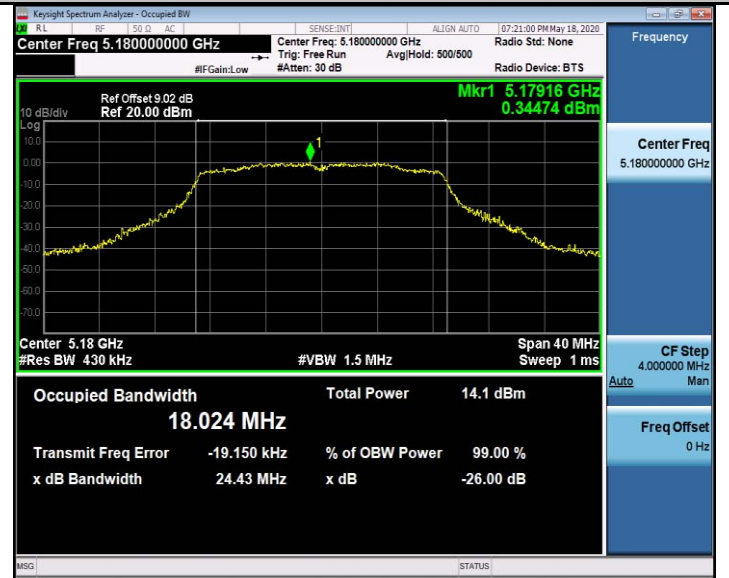 Keysight Spectrum Analyzer - Occupied BW
RL RF 50 Ω AC SENSE:INT ALIGN AUTO 07:21:00 PM May 18, 2020
Center Freq 5.180000000 GHz
Center Freq: 5.180000000 GHz
Radio Std: None
Trig: Free Run Avg|Hold: 500/500
#IFGain:Low #Atten: 30 dB Radio Device: BTS
Ref Offset 9.02 dB
Mkr1 5.17916 GHz
10 dB/div Ref 20.00 dBm 0.34474 dBm
Log
10.0
0.00
-10.0
-20.0
-30.0
-40.0
-50.0
-60.0
-70.0
1
Center 5.18 GHz Span 40 MHz
#Res BW 430 kHz #VBW 1.5 MHz Sweep 1 ms
Occupied Bandwidth Total Power 14.1 dBm
18.024 MHz
Transmit Freq Error -19.150 kHz % of OBW Power 99.00 %
x dB Bandwidth 24.43 MHz x dB -26.00 dB
MSG STATUS
Frequency
Center Freq
5.180000000 GHz
CF Step
4.000000 MHz
Auto Man
Freq Offset
0 Hz